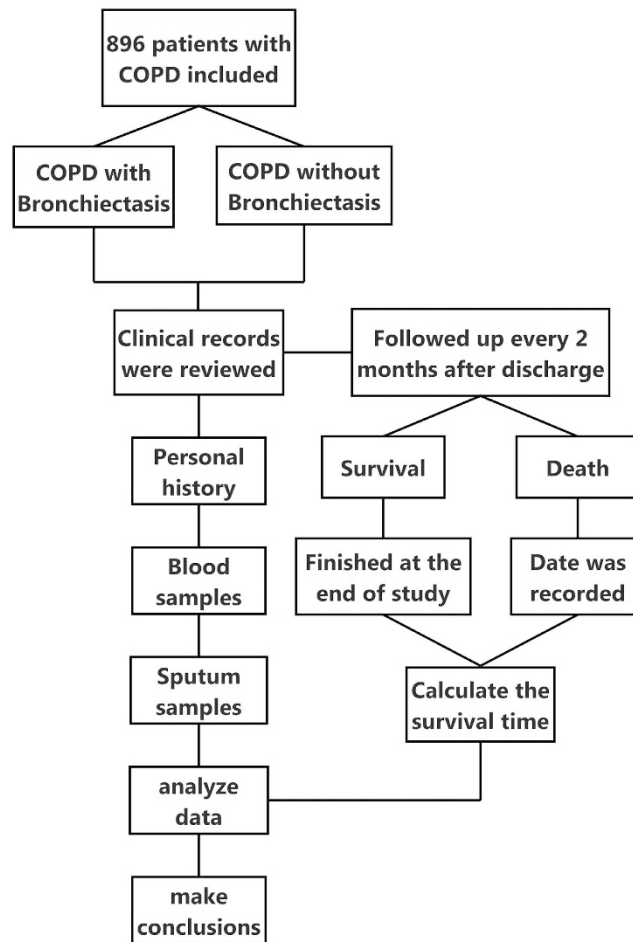 896 patients with
COPD included
COPD with
Bronchiectasis
COPD without
Bronchiectasis
Clinical records
were reviewed
Followed up every 2
months after discharge
Personal
history
Survival
Death
Blood
samples
Finished at the
end of study
Date was
recorded
Sputum
samples
Calculate the
survival time
analyze
data
make
conclusions